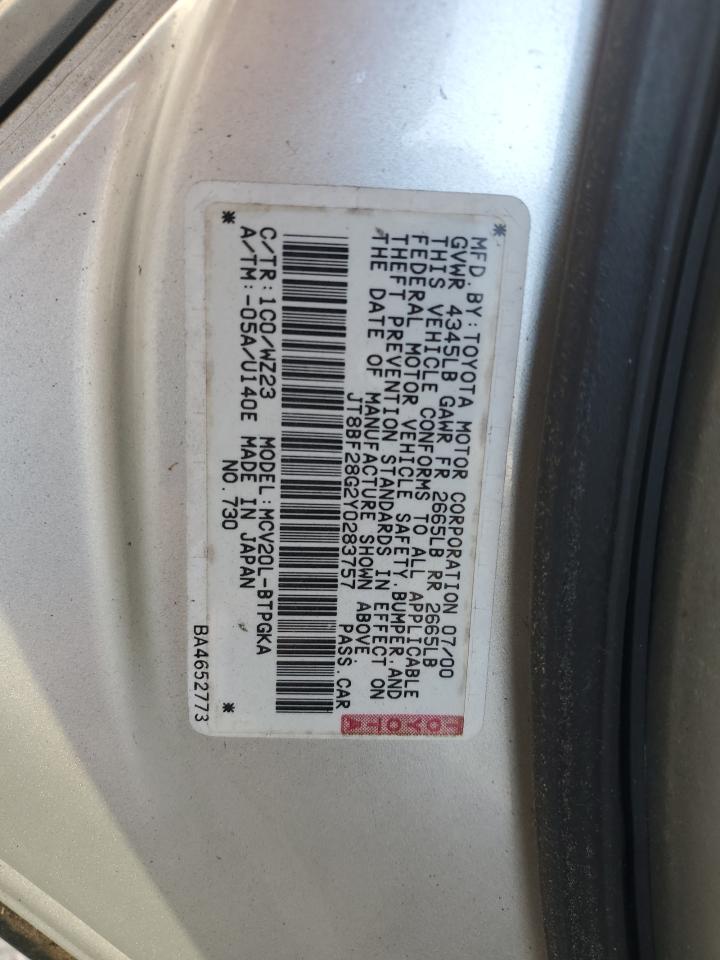 *
MFD.BY:TOYOTA MOTOR CORPORATION 07/00
GVWR 4345LB GAWR FR 2665LB RR 2665LB
THIS VEHICLE CONFORMS TO ALL APPLICABLE
FEDERAL MOTOR VEHICLE SAFETY,BUMPER,AND
THEFT PREVENTION STANDARDS IN EFFECT ON
THE DATE OF MANUFACTURE SHOWN ABOVE.
JT8BF28G2Y0283757 PASS.CAR
TOYOTA
C/TR:1C0/WZ23 MODEL:MCV20L-BTPGKA
A/TM:-05A/U140E MADE IN JAPAN
* NO.730 *
BA4652773